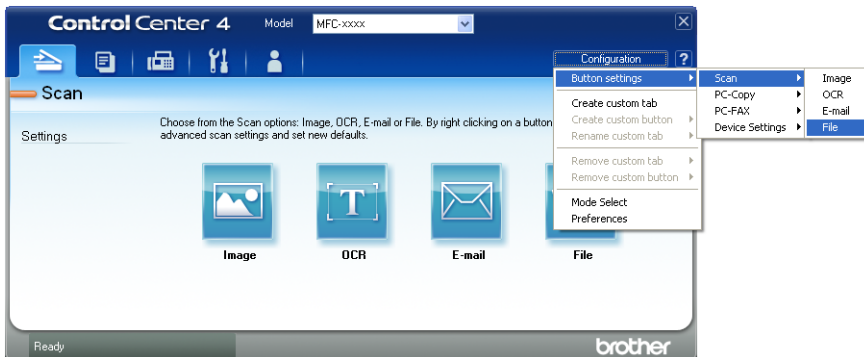 Control Center 4 Model MFC-xxxx
Configuration ?
Scan
Settings
Choose from the Scan options: Image, OCR, E-mail or File. By right clicking on a button
advanced scan settings and set new defaults.
Image
OCR
E-mail
File
Button settings
Create custom tab
Create custom button
Rename custom tab
Remove custom tab
Remove custom button
Mode Select
Preferences
Scan
PC-Copy
PC-FAX
Device Settings
Image
OCR
E-mail
File
T
Ready
brother